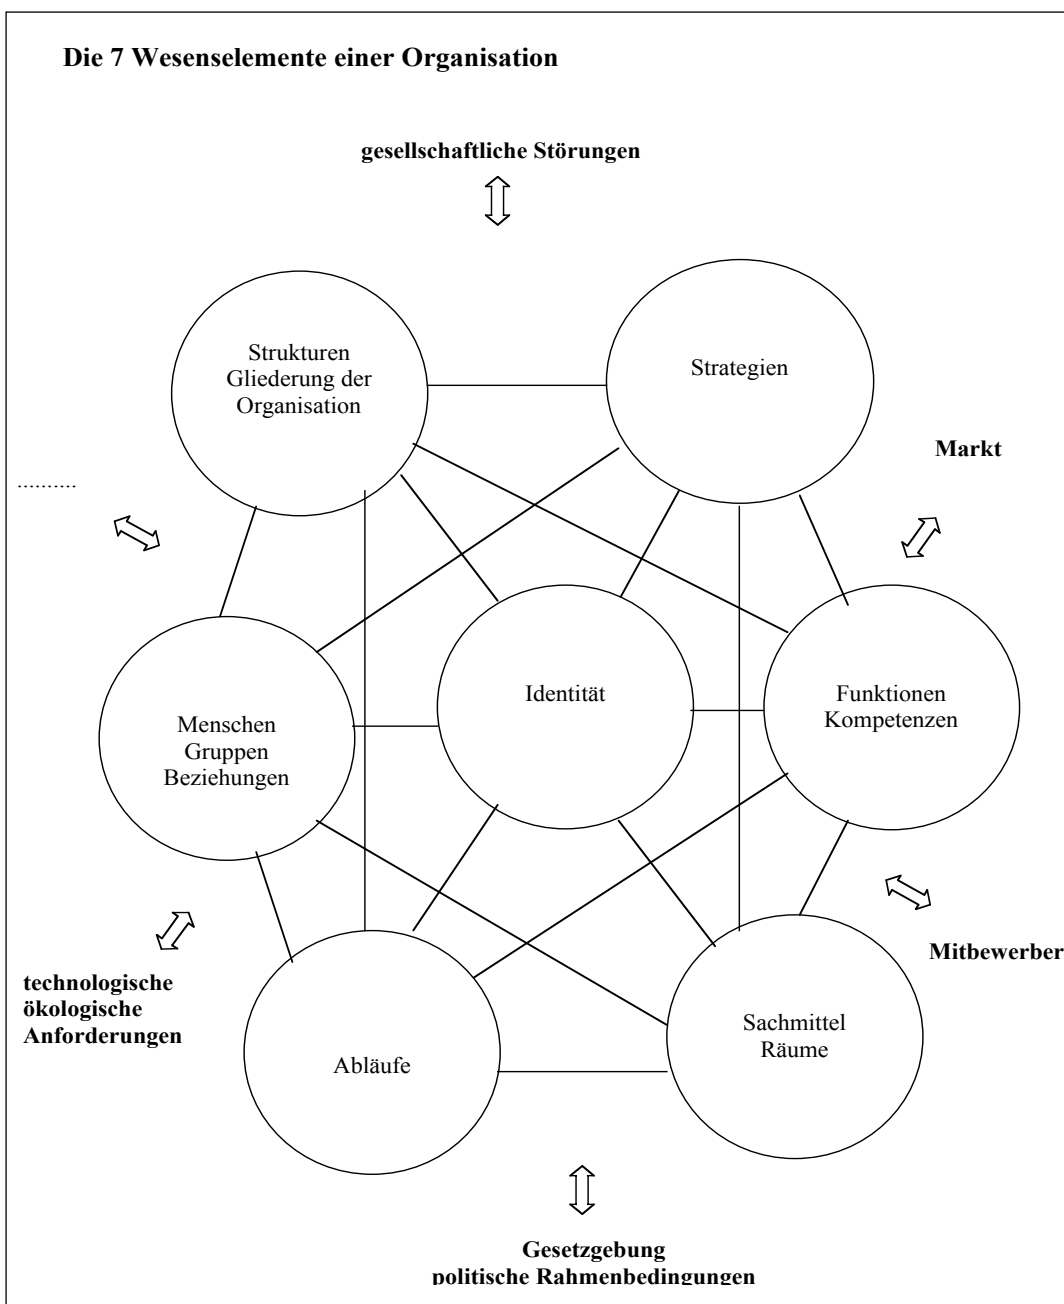 Die 7 Wesenselemente einer Organisation
gesellschaftliche Störungen
Strukturen
Gliederung der
Organisation
Strategien
Markt
..........
Identität
Funktionen
Kompetenzen
Menschen
Gruppen
Beziehungen
Mitbewerber
technologische
ökologische
Anforderungen
Sachmittel
Räume
Abläufe
Gesetzgebung
politische Rahmenbedingungen